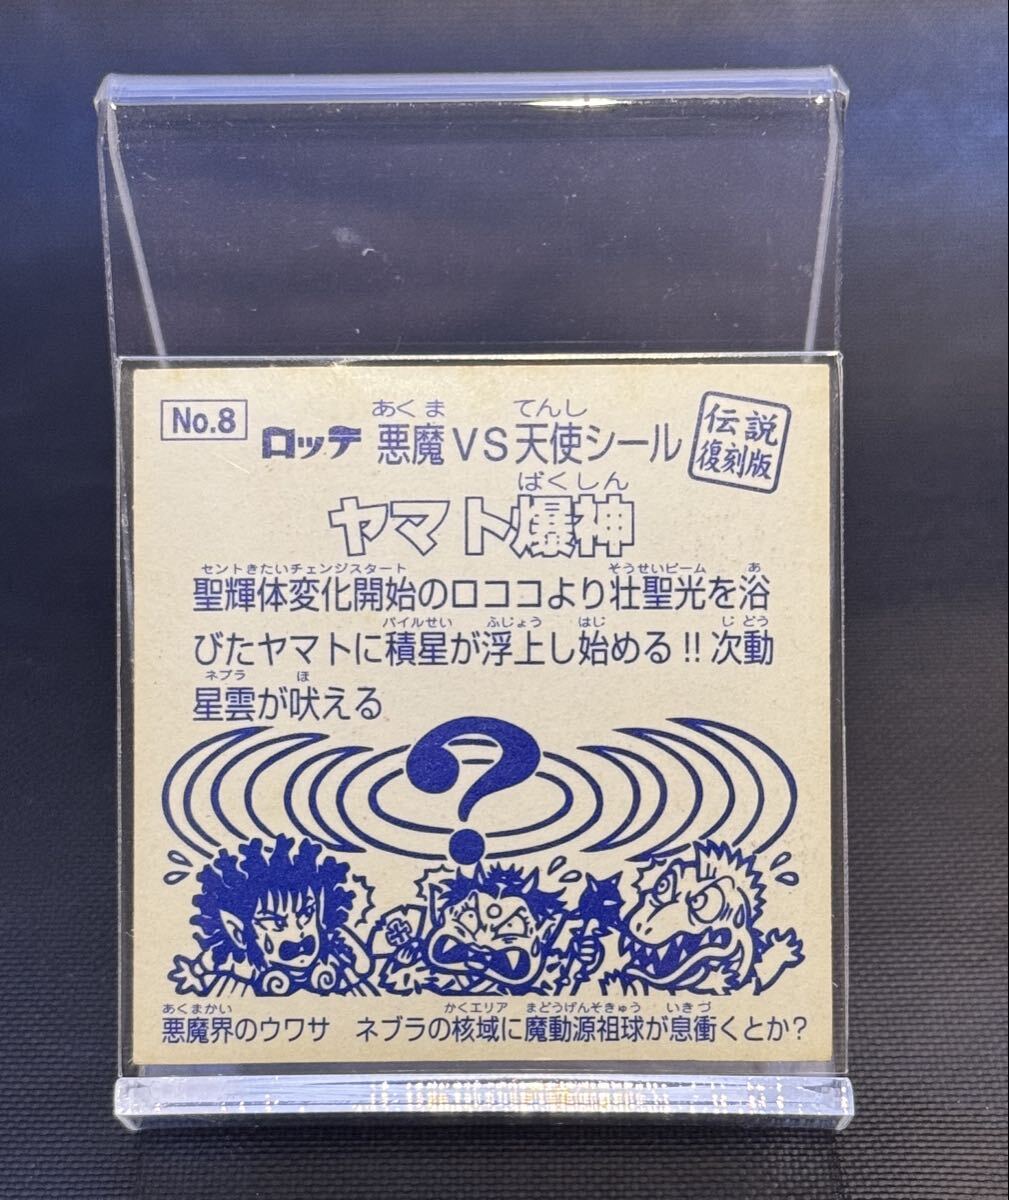 No.8
あくま てんし
ロッテ 悪魔VS天使シール
伝説
復刻版
ばくしん
ヤマト爆神
セントきたいチェンジスタート そうせいビーム あ
聖輝体変化開始のロココより壮聖光を浴
パイルせい ふじょう はじ じどう
びたヤマトに積星が浮上し始める!!次動
ネブラ ほ
星雲が吠える
?
あくまかい かくエリア まどうげんそきゅう いきづ
悪魔界のウワサ ネブラの核域に魔動源祖球が息衝くとか?